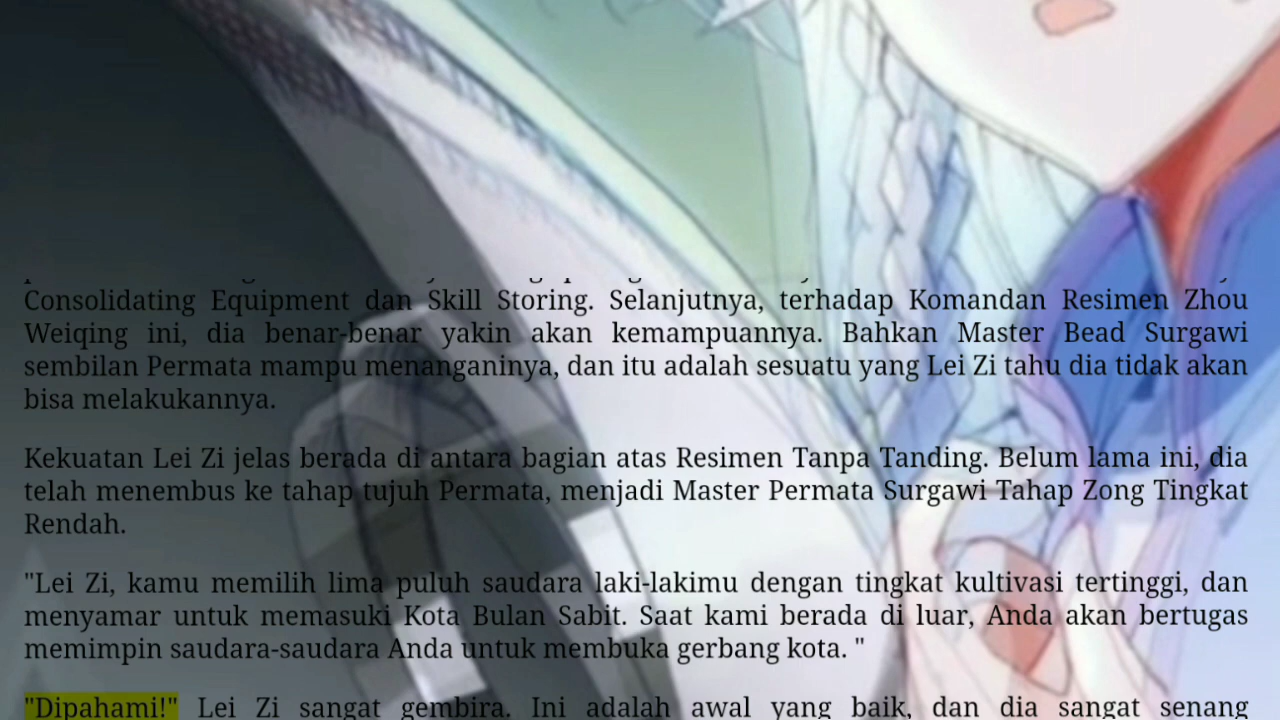 Consolidating Equipment dan Skill Storing. Selanjutnya, terhadap Komandan Resimen Zhou
Weiqing ini, dia benar-benar yakin akan kemampuannya. Bahkan Master Bead Surgawi
sembilan Permata mampu menanganinya, dan itu adalah sesuatu yang Lei Zi tahu dia tidak akan
bisa melakukannya.
Kekuatan Lei Zi jelas berada di antara bagian atas Resimen Tanpa Tanding. Belum lama ini, dia
telah menembus ke tahap tujuh Permata, menjadi Master Permata Surgawi Tahap Zong Tingkat
Rendah.
"Lei Zi, kamu memilih lima puluh saudara laki-lakimu dengan tingkat kultivasi tertinggi, dan
menyamar untuk memasuki Kota Bulan Sabit. Saat kami berada di luar, Anda akan bertugas
memimpin saudara-saudara Anda untuk membuka gerbang kota. "
"Dipahami!" Lei Zi sangat gembira. Ini adalah awal yang baik, dan dia sangat senang